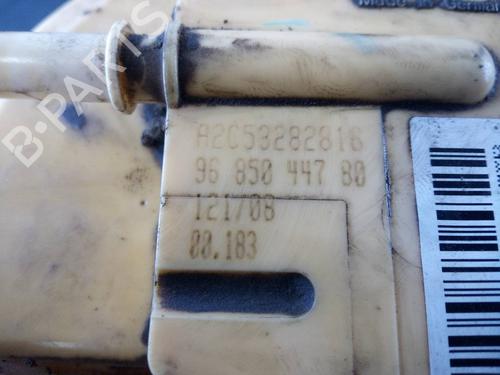 Made in Germany
B-PARTS
A2C53282816
96 850 447 80
121708
00.183